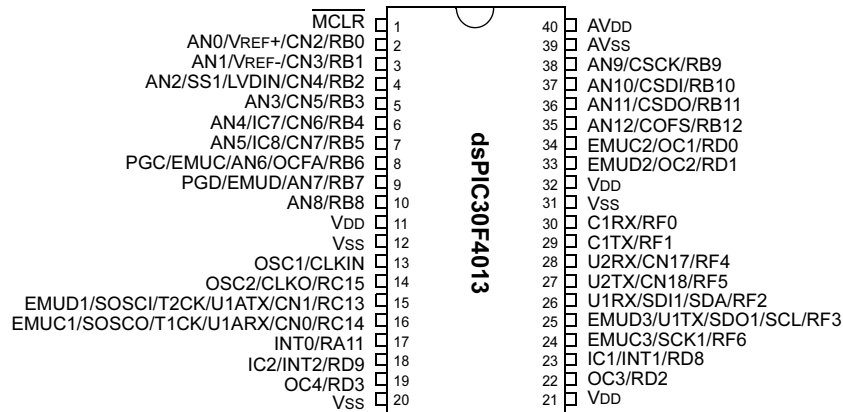 MCLR 1
AN0/VREF+/CN2/RB0 2
AN1/VREF-/CN3/RB1 3
AN2/SS1/LVDIN/CN4/RB2 4
AN3/CN5/RB3 5
AN4/IC7/CN6/RB4 6
AN5/IC8/CN7/RB5 7
PGC/EMUC/AN6/OCFA/RB6 8
PGD/EMUD/AN7/RB7 9
AN8/RB8 10
VDD 11
VSS 12
OSC1/CLKIN 13
OSC2/CLKO/RC15 14
EMUD1/SOSCI/T2CK/U1ATX/CN1/RC13 15
EMUC1/SOSCO/T1CK/U1ARX/CN0/RC14 16
INT0/RA11 17
IC2/INT2/RD9 18
OC4/RD3 19
VSS 20
dsPIC30F4013
40 AVDD
39 AVSS
38 AN9/CSCK/RB9
37 AN10/CSDI/RB10
36 AN11/CSDO/RB11
35 AN12/COFS/RB12
34 EMUC2/OC1/RD0
33 EMUD2/OC2/RD1
32 VDD
31 VSS
30 C1RX/RF0
29 C1TX/RF1
28 U2RX/CN17/RF4
27 U2TX/CN18/RF5
26 U1RX/SDI1/SDA/RF2
25 EMUD3/U1TX/SDO1/SCL/RF3
24 EMUC3/SCK1/RF6
23 IC1/INT1/RD8
22 OC3/RD2
21 VDD